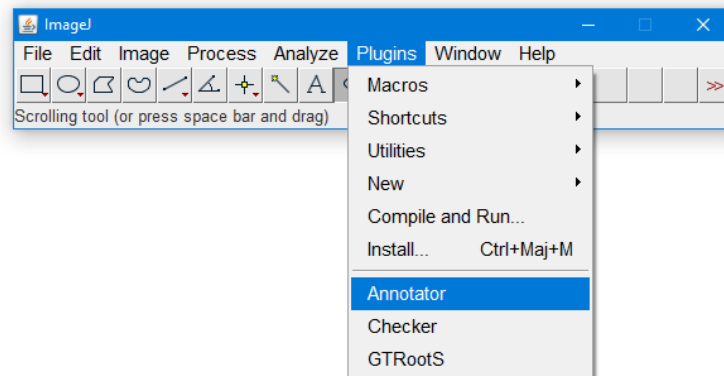 ImageJ
File Edit Image Process Analyze Plugins Window Help
A
>>
Scrolling tool (or press space bar and drag)
Macros
Shortcuts
Utilities
New
Compile and Run...
Install... Ctrl+Maj+M
Annotator
Checker
GTRootS